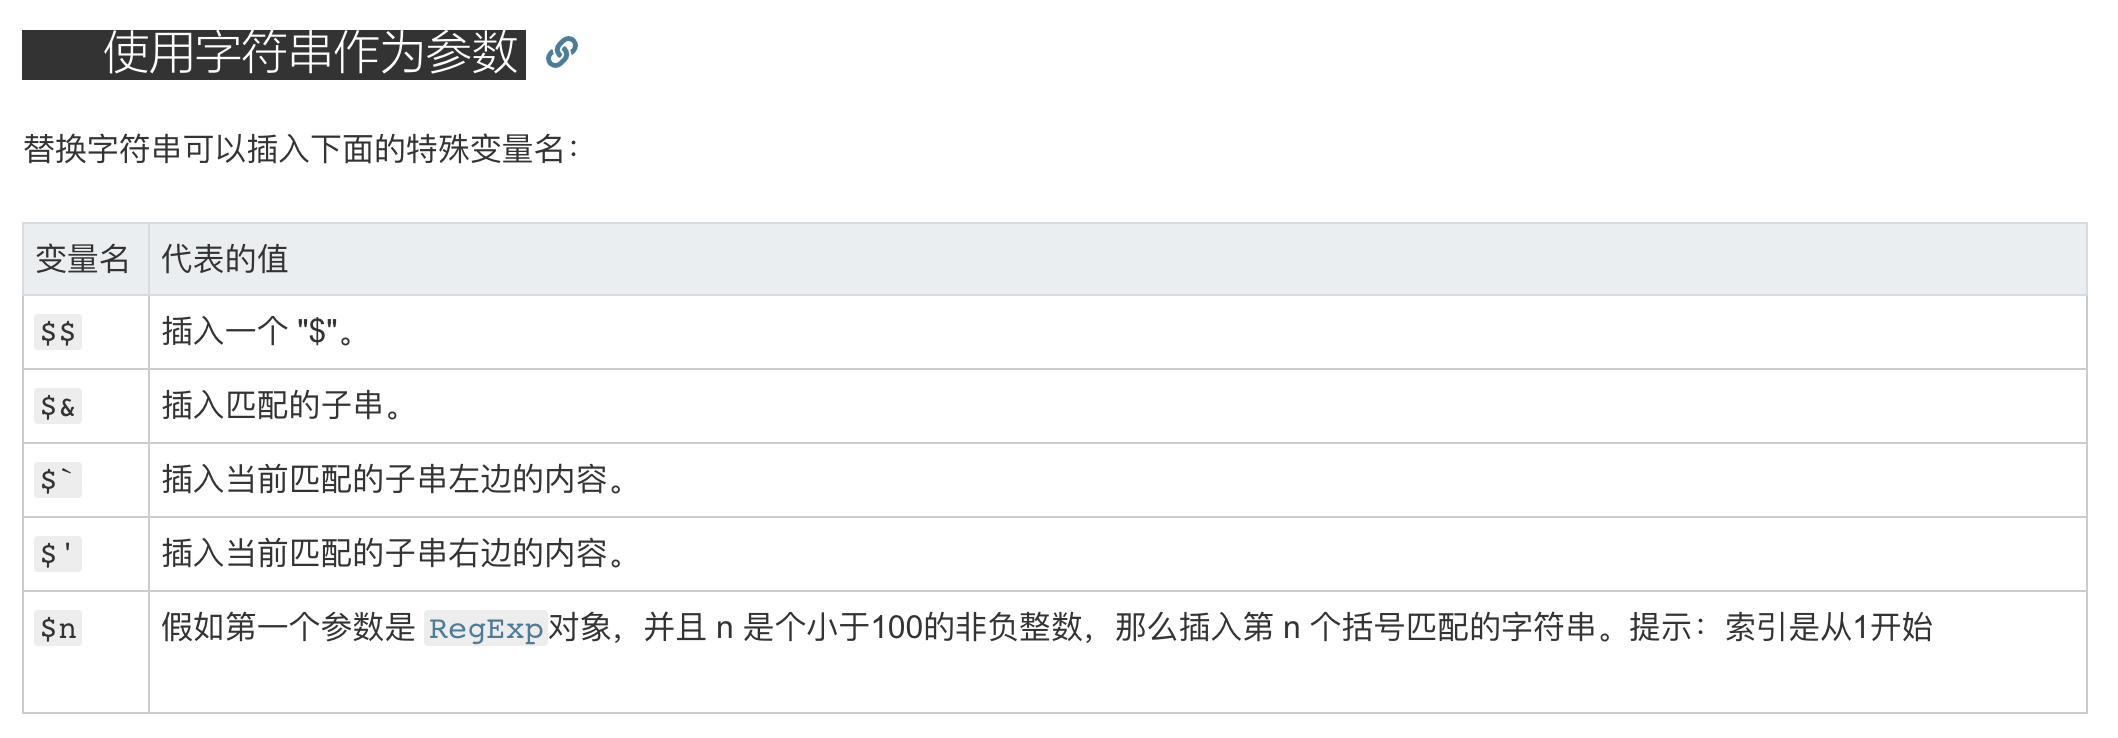 使用字符串作为参数
替换字符串可以插入下面的特殊变量名：
变量名 代表的值
$$ 插入一个 "$"。
$& 插入匹配的子串。
$` 插入当前匹配的子串左边的内容。
$' 插入当前匹配的子串右边的内容。
$n 假如第一个参数是 RegExp对象，并且 n 是个小于100的非负整数，那么插入第 n 个括号匹配的字符串。提示：索引是从1开始